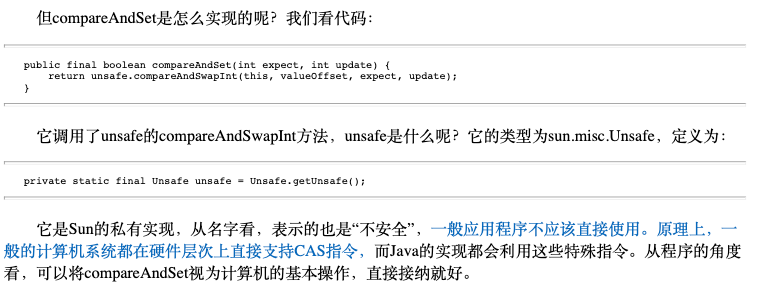 但compareAndSet是怎么实现的呢？我们看代码：
public final boolean compareAndSet(int expect, int update) {
    return unsafe.compareAndSwapInt(this, valueOffset, expect, update);
}
它调用了unsafe的compareAndSwapInt方法，unsafe是什么呢？它的类型为sun.misc.Unsafe，定义为：
private static final Unsafe unsafe = Unsafe.getUnsafe();
它是Sun的私有实现，从名字看，表示的也是“不安全”，一般应用程序不应该直接使用。原理上，一
般的计算机系统都在硬件层次上直接支持CAS指令，而Java的实现都会利用这些特殊指令。从程序的角度
看，可以将compareAndSet视为计算机的基本操作，直接接纳就好。